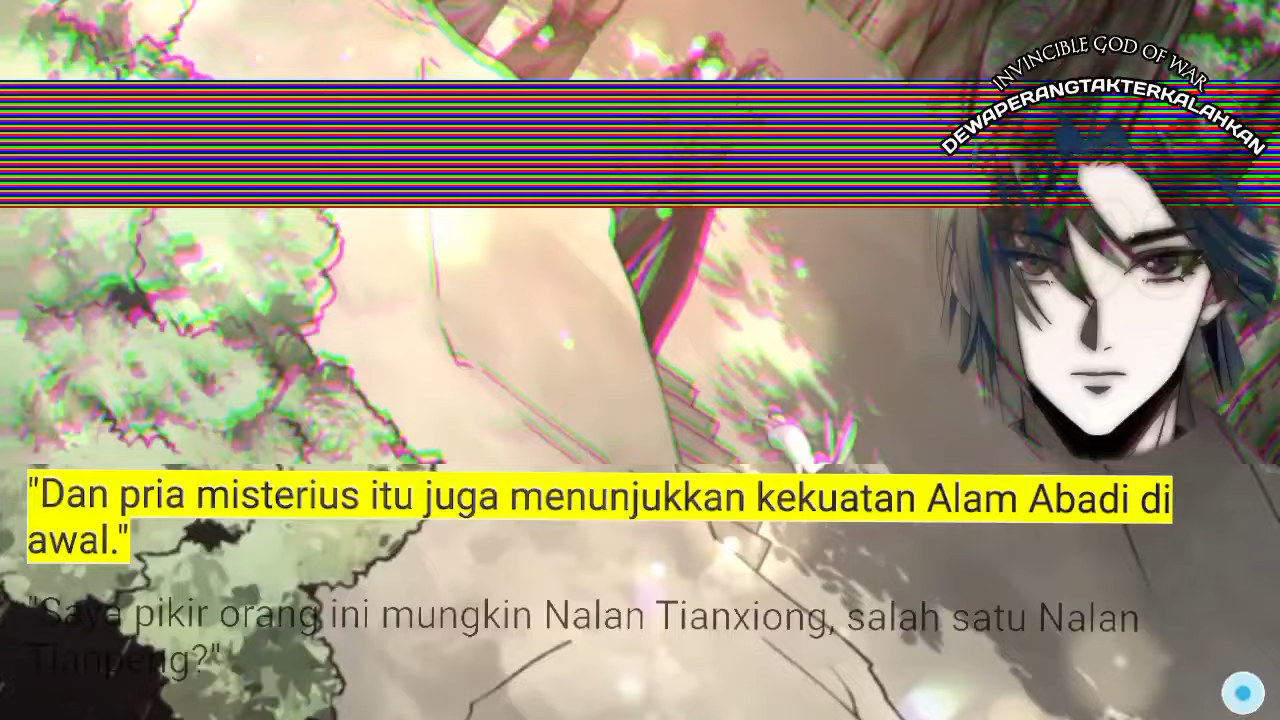 INVINCIBLE GOD OF WAR
DEWAPERANGTAKTERKALAHKAN
"Dan pria misterius itu juga menunjukkan kekuatan Alam Abadi di
awal."
"Saya pikir orang ini mungkin Nalan Tianxiong, salah satu Nalan
Tianpeng?"